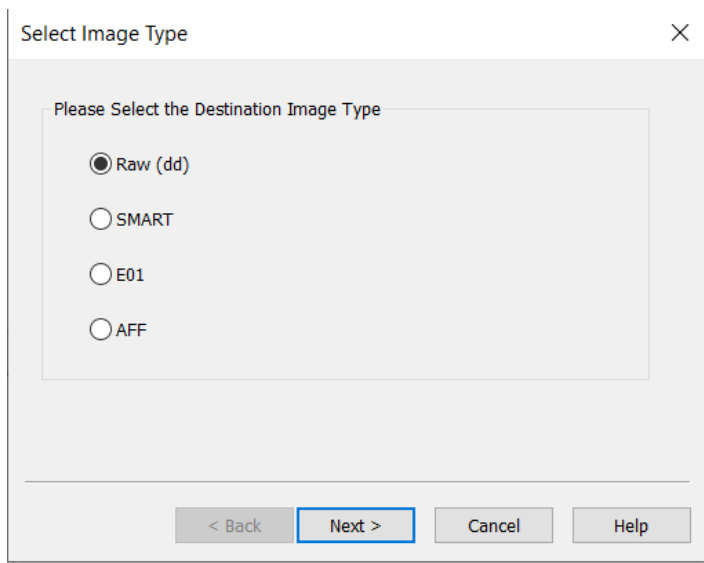 Select Image Type
Please Select the Destination Image Type
Raw (dd)
SMART
E01
AFF
< Back Next > Cancel Help